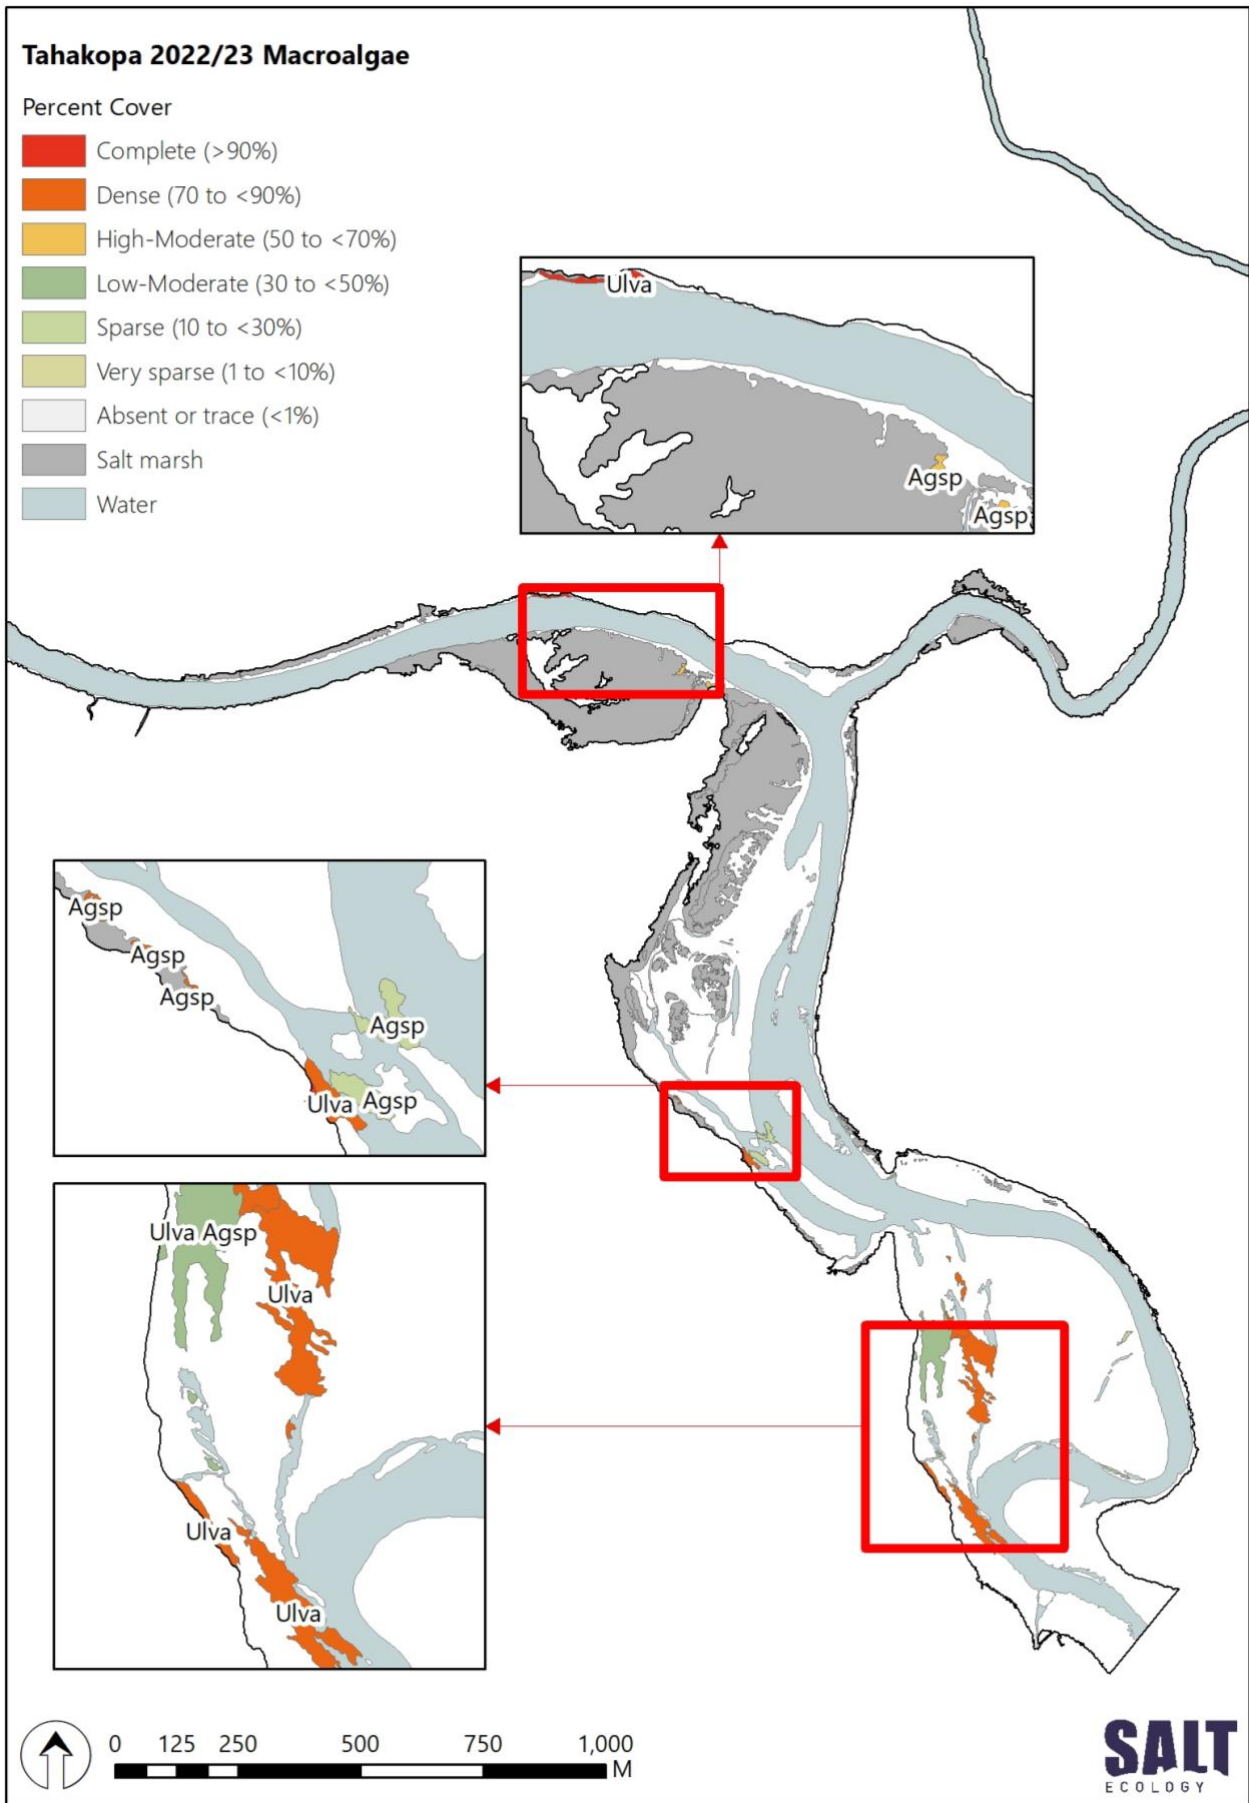 Tahakopa 2022/23 Macroalgae
Percent Cover
Complete (>90%)
Dense (70 to <90%)
High-Moderate (50 to <70%)
Low-Moderate (30 to <50%)
Sparse (10 to <30%)
Very sparse (1 to <10%)
Absent or trace (<1%)
Salt marsh
Water
Ulva
Agsp
Agsp
Agsp
Agsp
Agsp
Agsp
Ulva Agsp
Ulva Agsp
Ulva
Ulva
Ulva
0 125 250 500 750 1,000
M
SALT
ECOLOGY